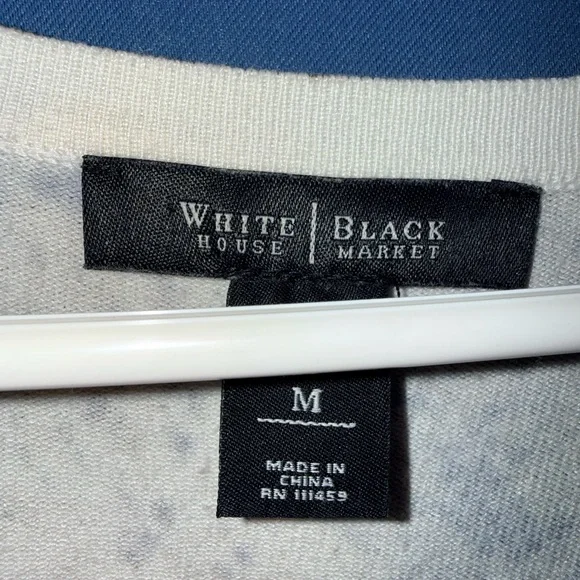 WHITE | BLACK
HOUSE | MARKET
M
MADE IN
CHINA
RN 111459